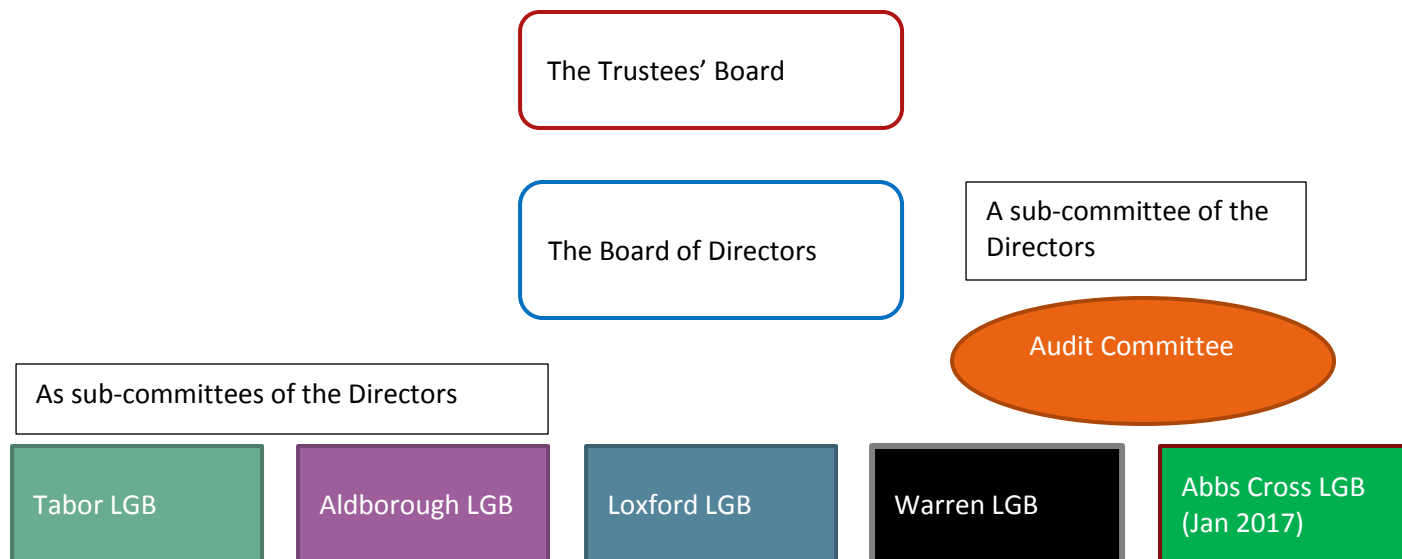 The Trustees’ Board
The Board of Directors
A sub-committee of the
Directors
Audit Committee
As sub-committees of the Directors
Tabor LGB
Aldborough LGB
Loxford LGB
Warren LGB
Abbs Cross LGB
(Jan 2017)